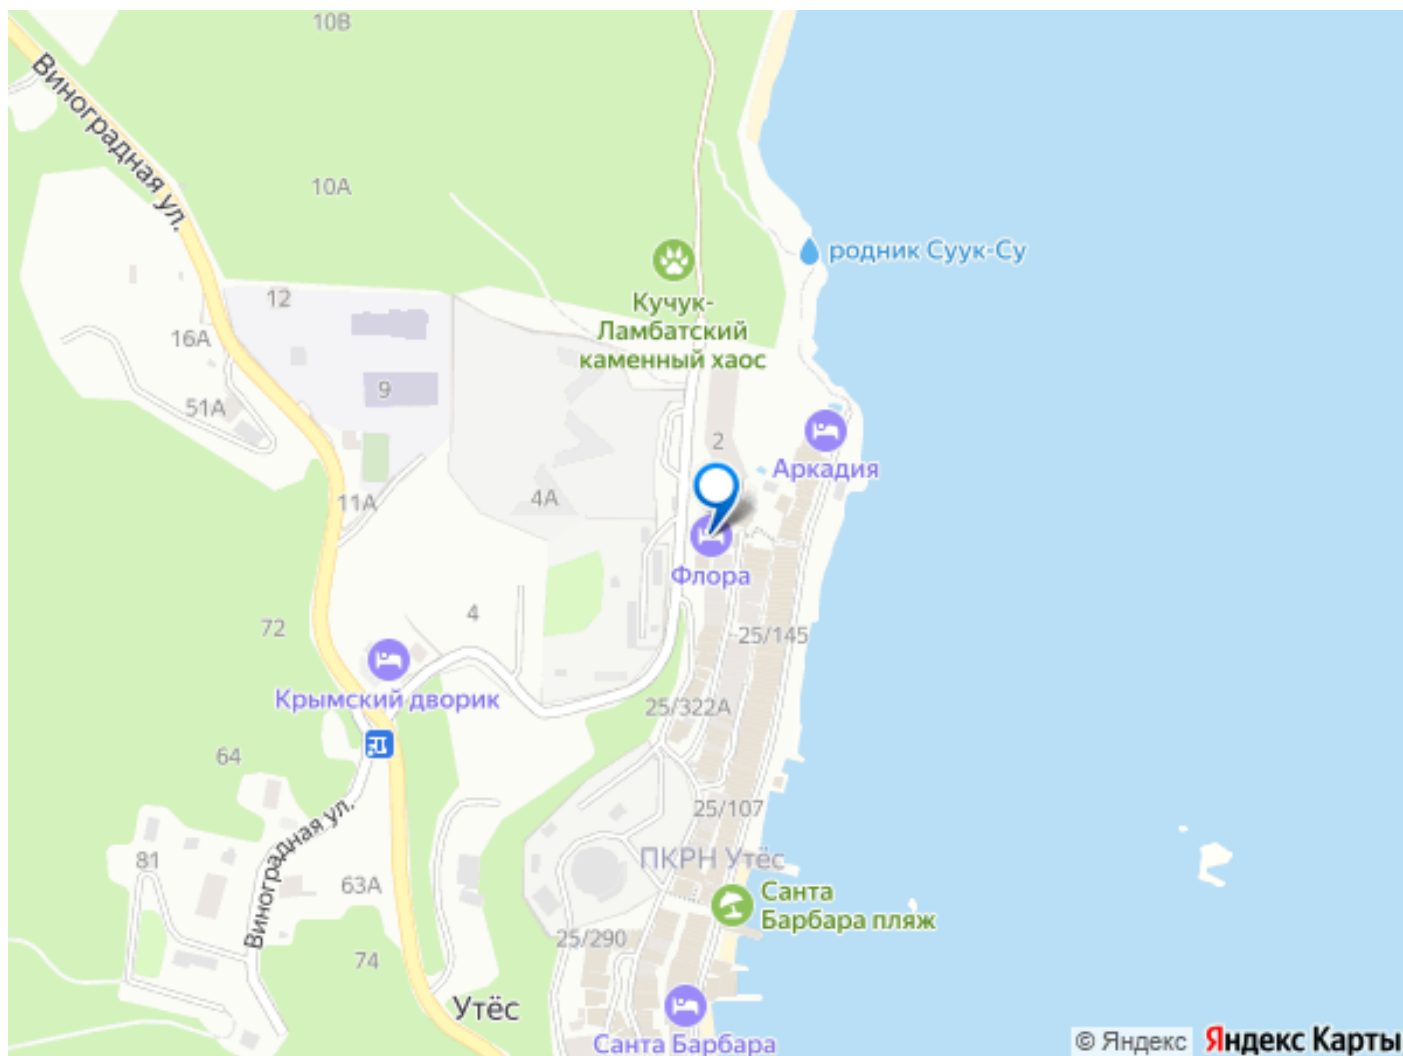 10В
Виноградная ул.
10А
родник Суук-Су
Кучук-
Ламбатский
каменный хаос
12
16А
9
51А
2
Аркадия
11А
4А
Флора
4
72
25/145
Крымский дворик
25/322А
64
25/107
Виноградная ул.
81
ПКРН Утёс
63А
Санта
Барбара пляж
25/290
74
Утёс
Санта Барбара
© Яндекс Яндекс Карты